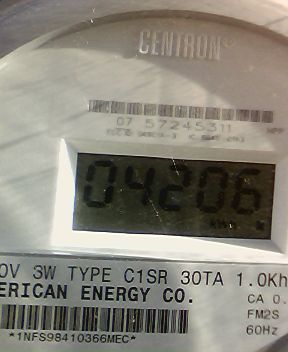 CENTRON
07 57245311
04206
0V 3W TYPE C1SR 30TA 1.0Kh
ERICAN ENERGY CO.
CA 0.
FM2S
*1NFS98410366MEC*
60Hz